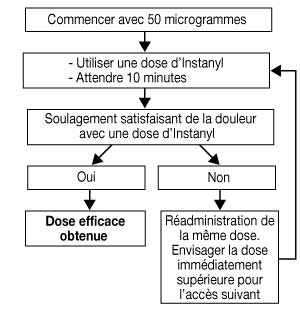 Commencer avec 50 microgrammes
- Utiliser une dose d'Instanyl
- Attendre 10 minutes
Soulagement satisfaisant de la douleur
avec une dose d'Instanyl
Oui
Non
Dose efficace
obtenue
Réadministration de
la même dose.
Envisager la dose
immédiatement
supérieure pour
l'accès suivant